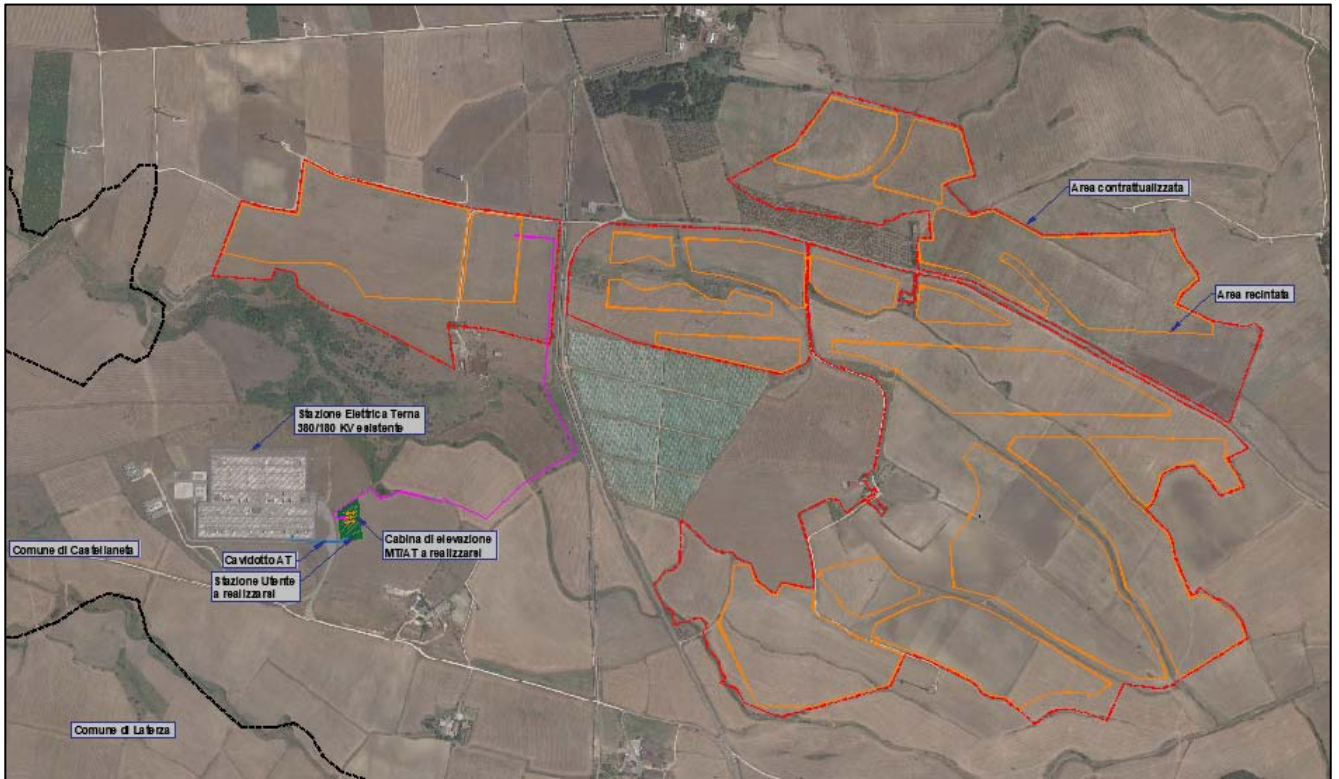 Area contrattualizzata
Area recintata
Stazione Elettrica Terna
380/180 KV esistente
Comune di Castellaneta
Cavidotto AT
Cabina di elevazione
MT/AT a realizzarsi
Stazione Utente
a realizzarsi
Comune di Laterza